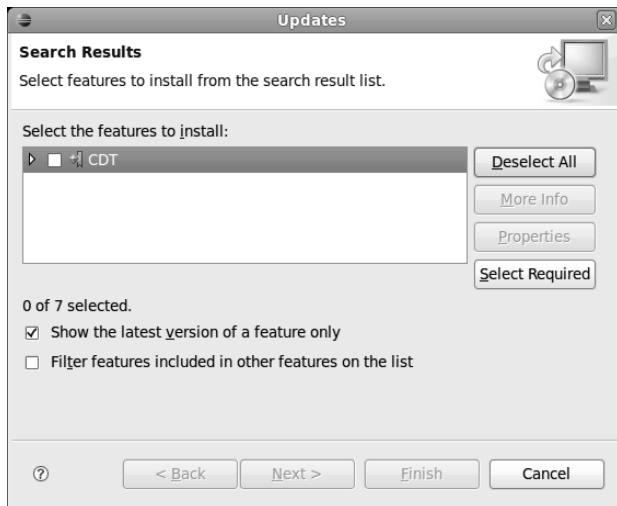 Updates
Search Results
Select features to install from the search result list.
Select the features to install:
CDT
Deselect All
More Info
Properties
Select Required
0 of 7 selected.
Show the latest version of a feature only
Filter features included in other features on the list
?
< Back
Next >
Finish
Cancel